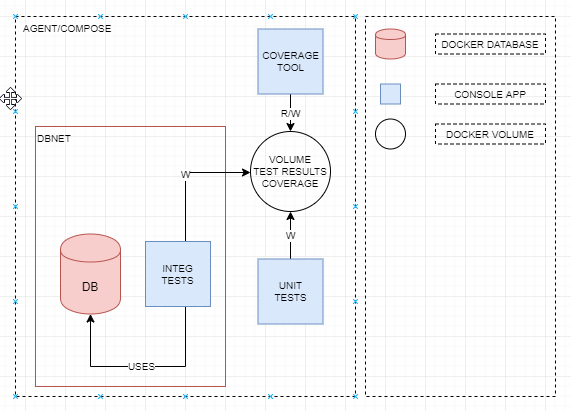 AGENT/COMPOSE
COVERAGE
TOOL
R/W
DBNET
VOLUME
TEST RESULTS
COVERAGE
W
W
DB
INTEG
TESTS
UNIT
TESTS
USES
DOCKER DATABASE
CONSOLE APP
DOCKER VOLUME